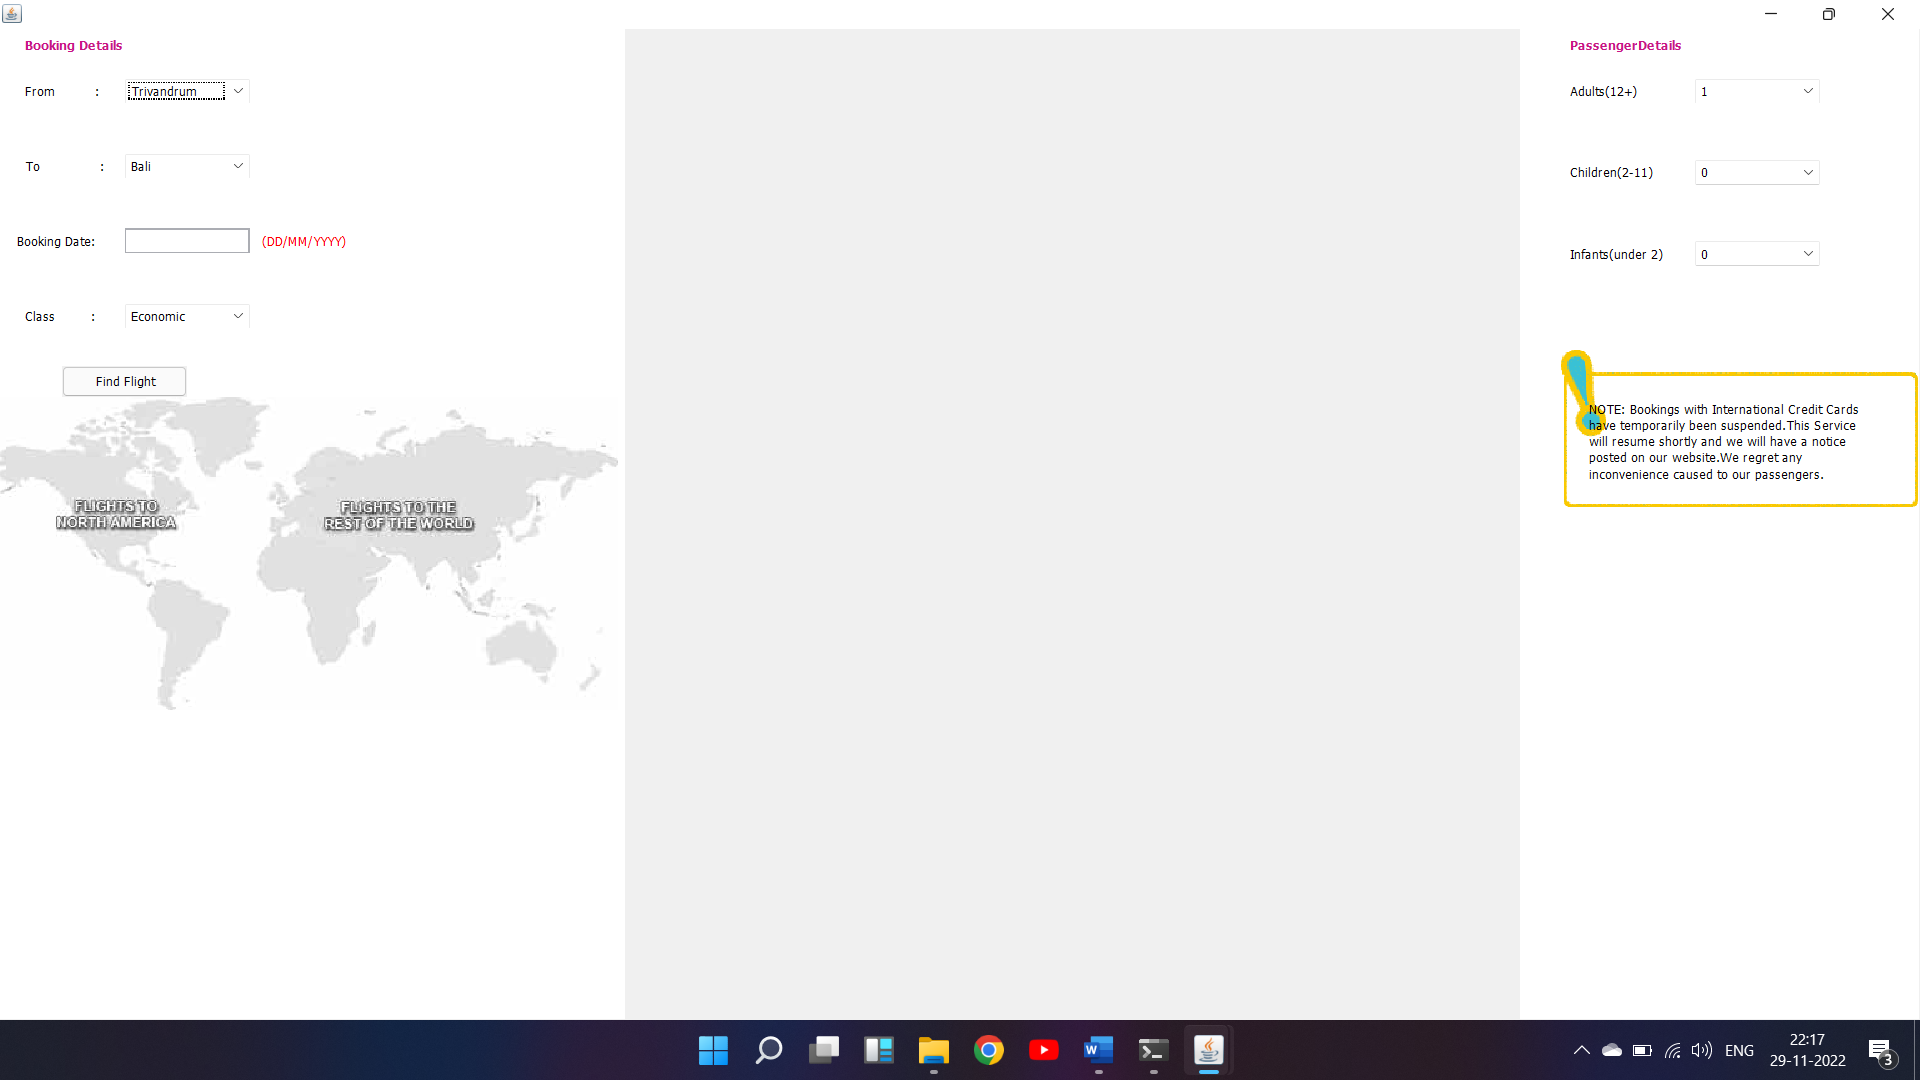 Booking Details
From : Trivandrum
To : Bali
Booking Date: (DD/MM/YYYY)
Class : Economic
Find Flight
FLIGHTS TO
NORTH AMERICA
FLIGHTS TO THE
REST OF THE WORLD
PassengerDetails
Adults(12+) 1
Children(2-11) 0
Infants(under 2) 0
NOTE: Bookings with International Credit Cards
have temporarily been suspended.This Service
will resume shortly and we will have a notice
posted on our website.We regret any
inconvenience caused to our passengers.
W
ENG
22:17
29-11-2022
3